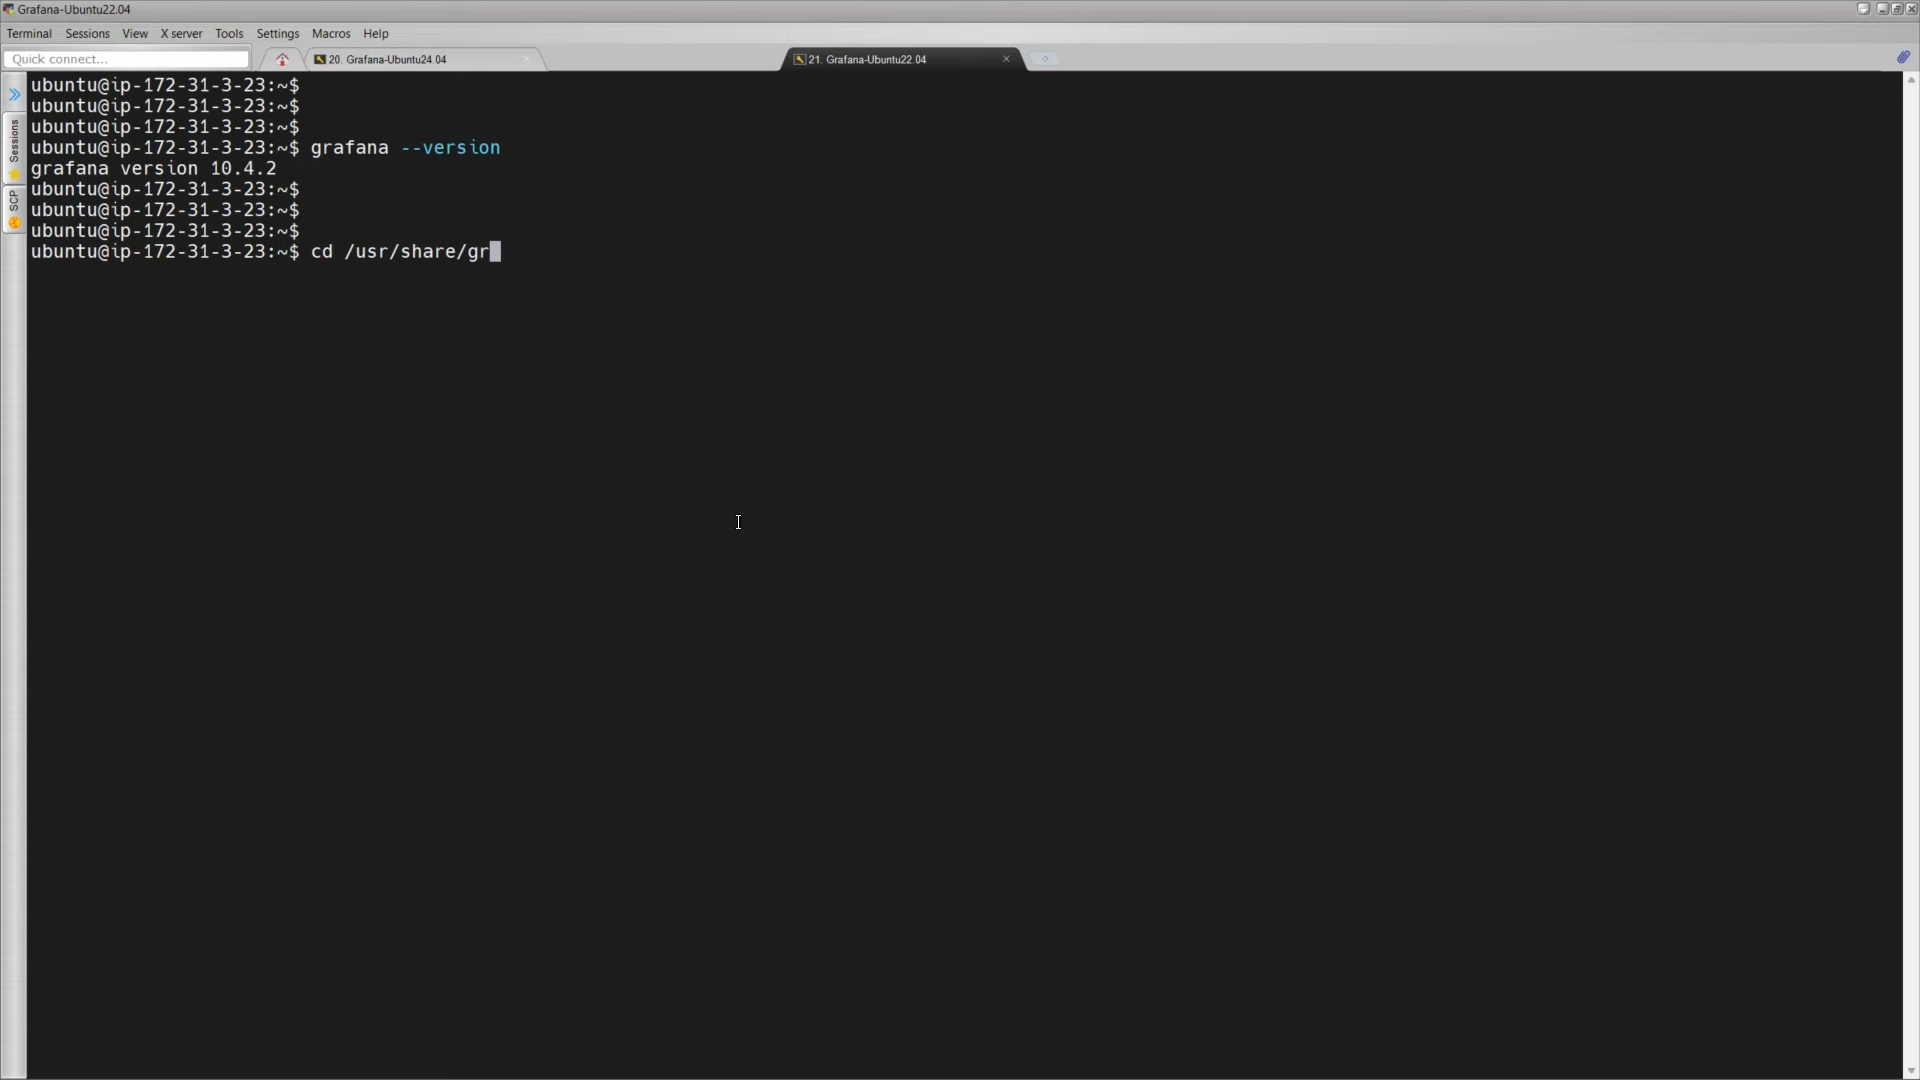 Grafana-Ubuntu22.04
Terminal Sessions View X server Tools Settings Macros Help
Quick connect...
20. Grafana-Ubuntu24.04
21. Grafana-Ubuntu22.04
Sessions
SCP
ubuntu@ip-172-31-3-23:~$
ubuntu@ip-172-31-3-23:~$
ubuntu@ip-172-31-3-23:~$
ubuntu@ip-172-31-3-23:~$ grafana --version
grafana version 10.4.2
ubuntu@ip-172-31-3-23:~$
ubuntu@ip-172-31-3-23:~$
ubuntu@ip-172-31-3-23:~$
ubuntu@ip-172-31-3-23:~$ cd /usr/share/gr